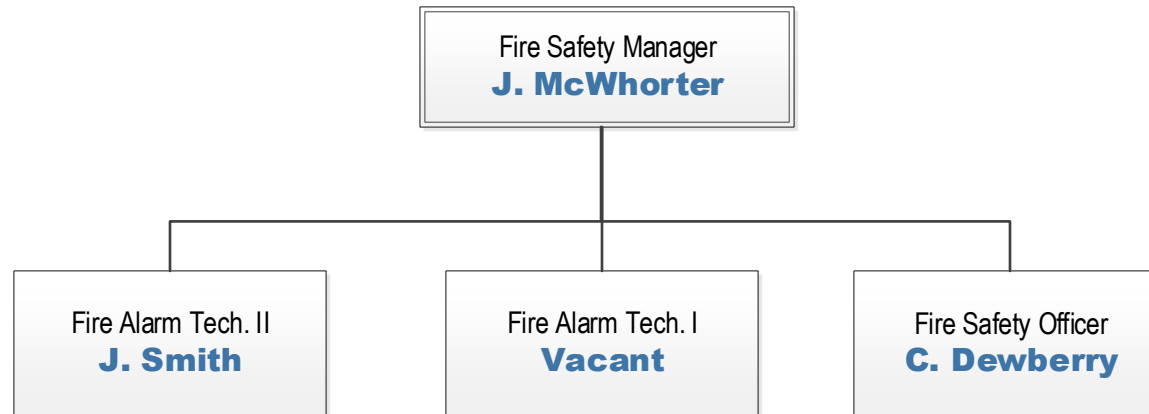 Fire Safety Manager
J. McWhorter
Fire Alarm Tech. II
J. Smith
Fire Alarm Tech. I
Vacant
Fire Safety Officer
C. Dewberry